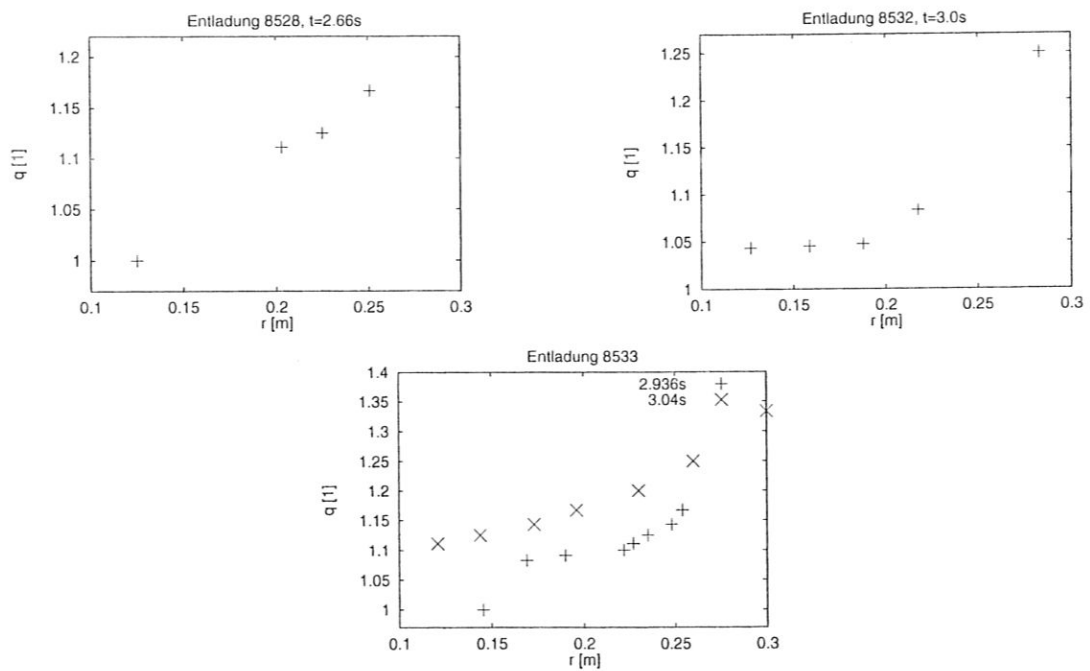 Entladung 8528, t=2.66s
1.2
1.15
1.1
1.05
1
q [1]
0.1 0.15 0.2 0.25 0.3
r [m]
Entladung 8532, t=3.0s
1.25
1.2
1.15
1.1
1.05
1
q [1]
0.1 0.15 0.2 0.25 0.3
r [m]
Entladung 8533
2.936s
3.04s
1.4
1.35
1.3
1.25
1.2
1.15
1.1
1.05
1
q [1]
0.1 0.15 0.2 0.25 0.3
r [m]